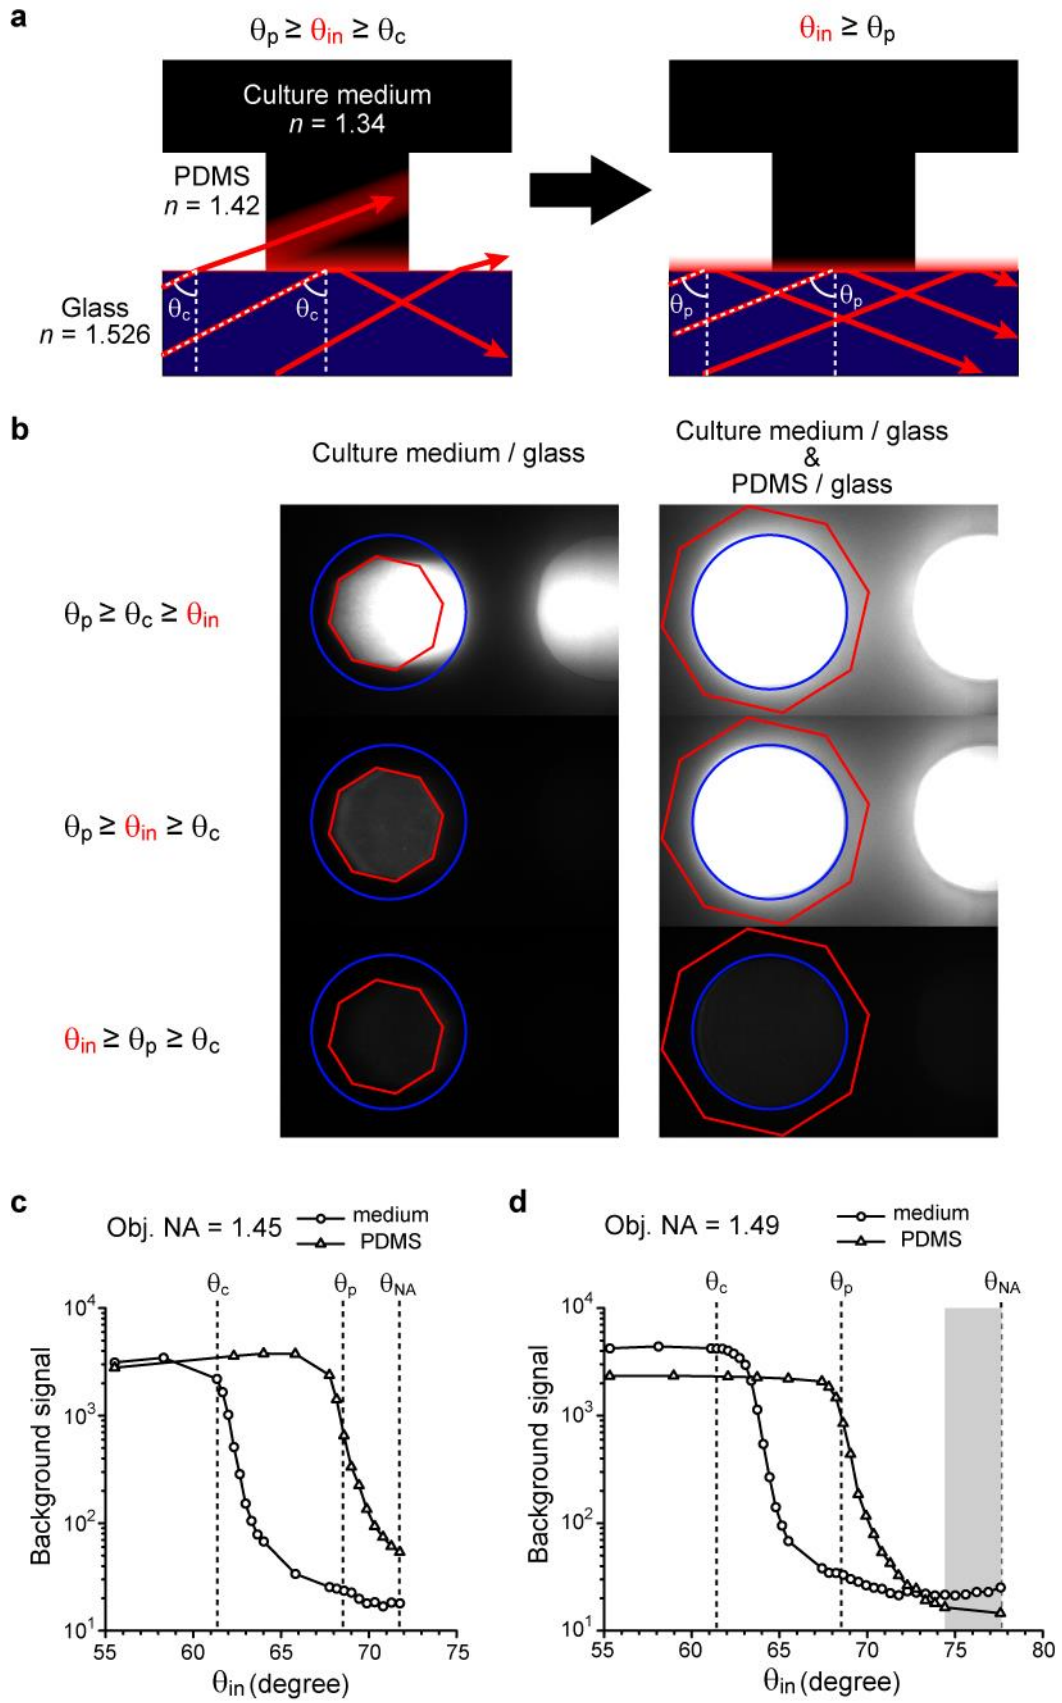 a
θp ≥ θin ≥ θc
θin ≥ θp
Culture medium
n = 1.34
PDMS
n = 1.42
Glass
n = 1.526
θc
θc
θp
θp
b
Culture medium / glass
Culture medium / glass
&
PDMS / glass
θp ≥ θc ≥ θin
θp ≥ θin ≥ θc
θin ≥ θp ≥ θc
c
Obj. NA = 1.45
medium
PDMS
θc
θp
θNA
10^4
10^3
10^2
10^1
Background signal
55
60
65
70
75
θin (degree)
d
Obj. NA = 1.49
medium
PDMS
θc
θp
θNA
10^4
10^3
10^2
10^1
Background signal
55
60
65
70
75
80
θin (degree)